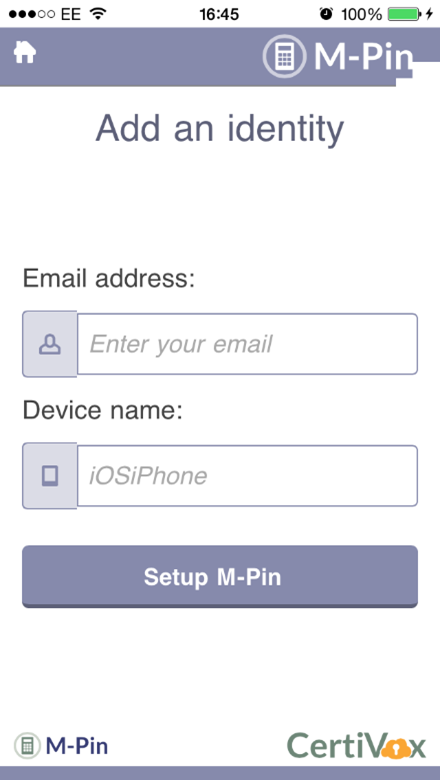 EE 16:45 100%
M-Pin
Add an identity
Email address:
Enter your email
Device name:
iOSiPhone
Setup M-Pin
M-Pin CertiVox